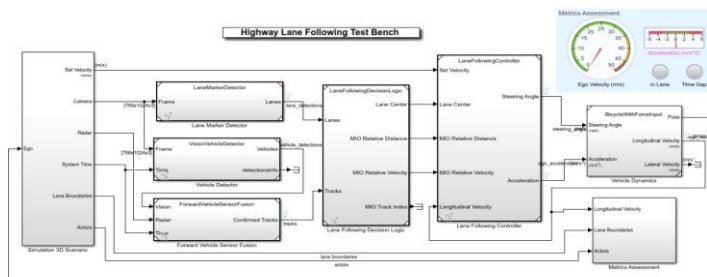 Highway Lane Following Test Bench
Metrics Assessment
Acceleration (m/s^2)
Ego Velocity (m/s)
In Lane
Time Gap
Set Velocity
(m/s)
Camera
Radar
System Time
Lane Boundaries
Actors
Ego
Simulation 3D Scenario
LaneMarkerDetector
Frame
Lanes
Lane Marker Detector
VisionVehicleDetector
Frame
Vehicles
Time
detectionsInfo
Vehicle Detector
ForwardVehicleSensorFusion
Vision
Radar
Confirmed Tracks
Time
Forward Vehicle Sensor Fusion
tracks
LaneFollowingDecisionLogic
Lanes
Tracks
Lane Center
MIO Relative Distance
MIO Relative Velocity
MIO Track Index
Lane Following Decision Logic
LaneFollowingController
Set Velocity
Lane Center
MIO Relative Distance
MIO Relative Velocity
Longitudinal Velocity
Steering Angle
Acceleration
Lane Following Controller
BicycleWithForceInput
Steering Angle
Acceleration
Pose
Longitudinal Velocity
Lateral Velocity
Vehicle Dynamics
Longitudinal Velocity
Lane Boundaries
Actors
Metrics Assessment
lane boundaries
actors